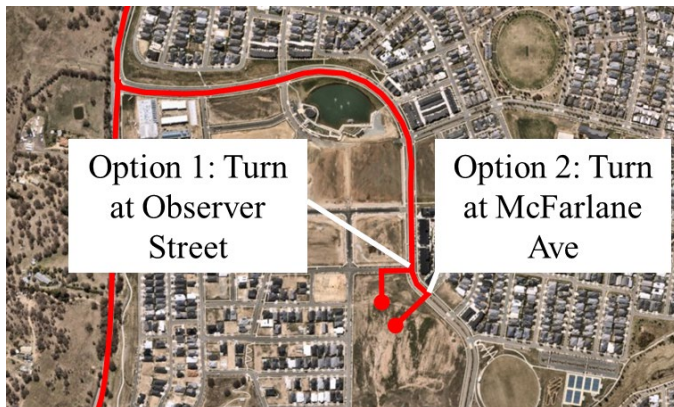 Option 1: Turn
at Observer
Street
Option 2: Turn
at McFarlane
Ave